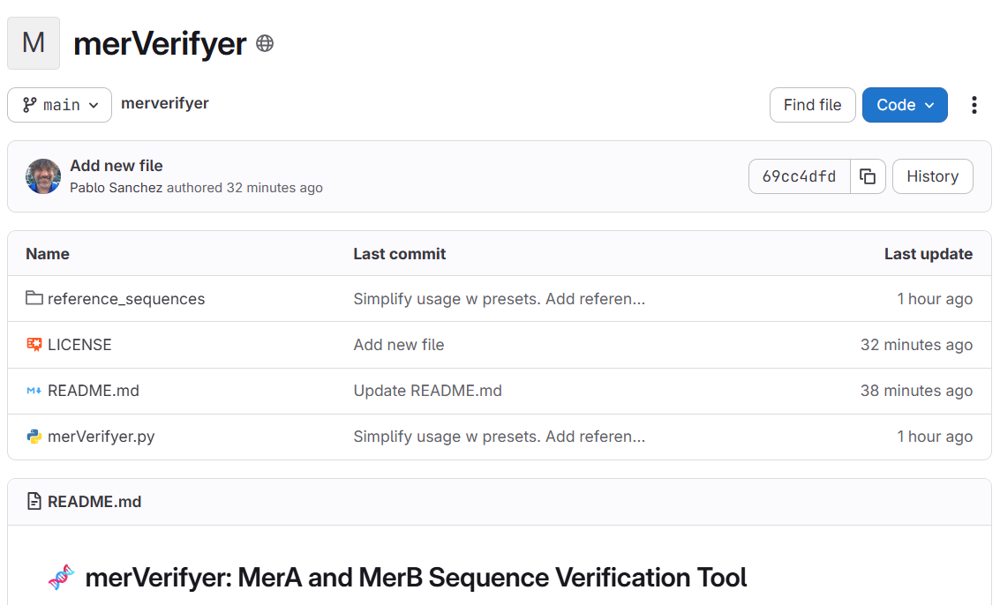 M merVerifyer
main merverifyer Find file Code
Add new file
Pablo Sanchez authored 32 minutes ago 69cc4dfd History
Name Last commit Last update
reference_sequences Simplify usage w presets. Add referen... 1 hour ago
LICENSE Add new file 32 minutes ago
README.md Update README.md 38 minutes ago
merVerifyer.py Simplify usage w presets. Add referen... 1 hour ago
README.md
merVerifyer: MerA and MerB Sequence Verification Tool